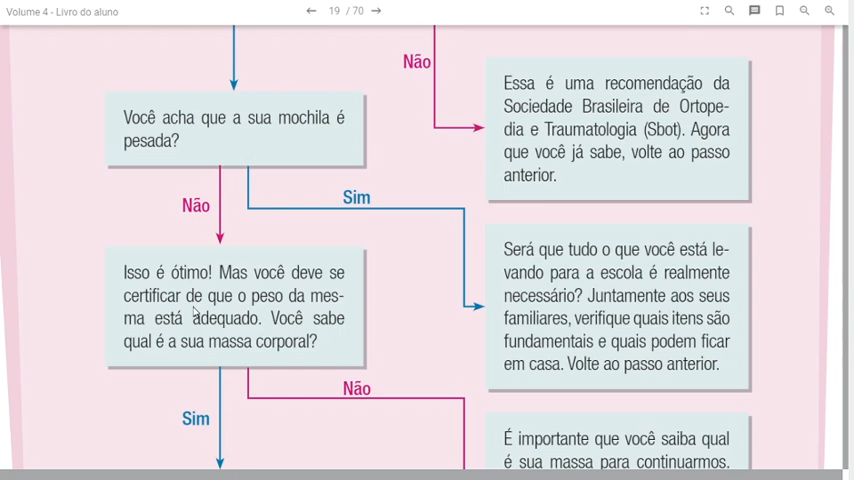 Volume 4 - Livro do aluno
19 / 70
Não
Essa é uma recomendação da
Sociedade Brasileira de Ortope-
dia e Traumatologia (Sbot). Agora
que você já sabe, volte ao passo
anterior.
Você acha que a sua mochila é
pesada?
Não
Sim
Será que tudo o que você está le-
vando para a escola é realmente
necessário? Juntamente aos seus
familiares, verifique quais itens são
fundamentais e quais podem ficar
em casa. Volte ao passo anterior.
Isso é ótimo! Mas você deve se
certificar de que o peso da mes-
ma está adequado. Você sabe
qual é a sua massa corporal?
Não
Sim
É importante que você saiba qual
é sua massa para continuarmos.